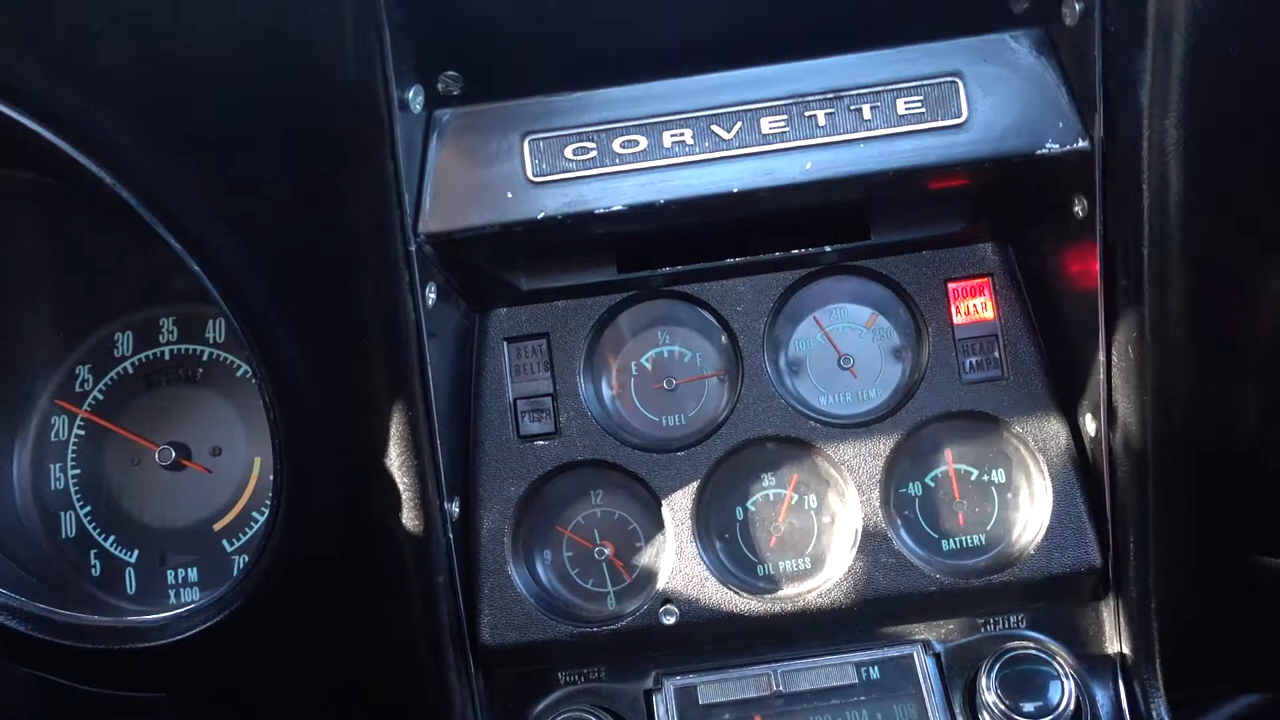 CORVETTE
DOOR
AJAR
HEAD
LAMPS
SEAT
BELTS
PUSH
E 1/2 F
FUEL
100 210 250
WATER TEMP
40
35
30
25
20
15
10
5
0
70
RPM
X 100
12
9
6
0 35 70
OIL PRESS
-40 +40
BATTERY
TUNING
FM